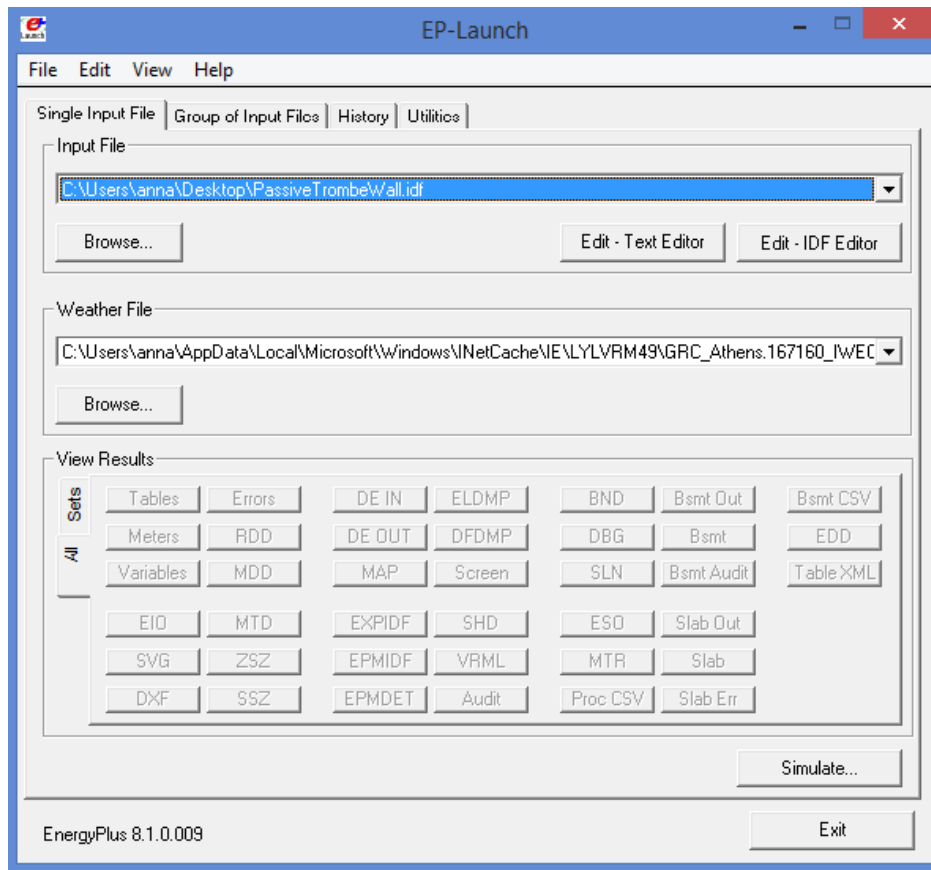 EP-Launch
File Edit View Help
Single Input File Group of Input Files History Utilities
Input File
C:\Users\anna\Desktop\PassiveTrombeWall.idf
Browse... Edit - Text Editor Edit - IDF Editor
Weather File
C:\Users\anna\AppData\Local\Microsoft\Windows\INetCache\IE\LYLVRM49\GRC_Athens.167160_IWEC
Browse...
View Results
Sets
All
Tables Errors DE IN ELDMP BND Bsmt Out Bsmt CSV
Meters RDD DE OUT DFDMP DBG Bsmt EDD
Variables MDD MAP Screen SLN Bsmt Audit Table XML
EIO MTD EXPIDF SHD ESO Slab Out
SVG ZSZ EPMIDF VRML MTR Slab
DXF SSZ EPMDET Audit Proc CSV Slab Err
Simulate...
EnergyPlus 8.1.0.009 Exit